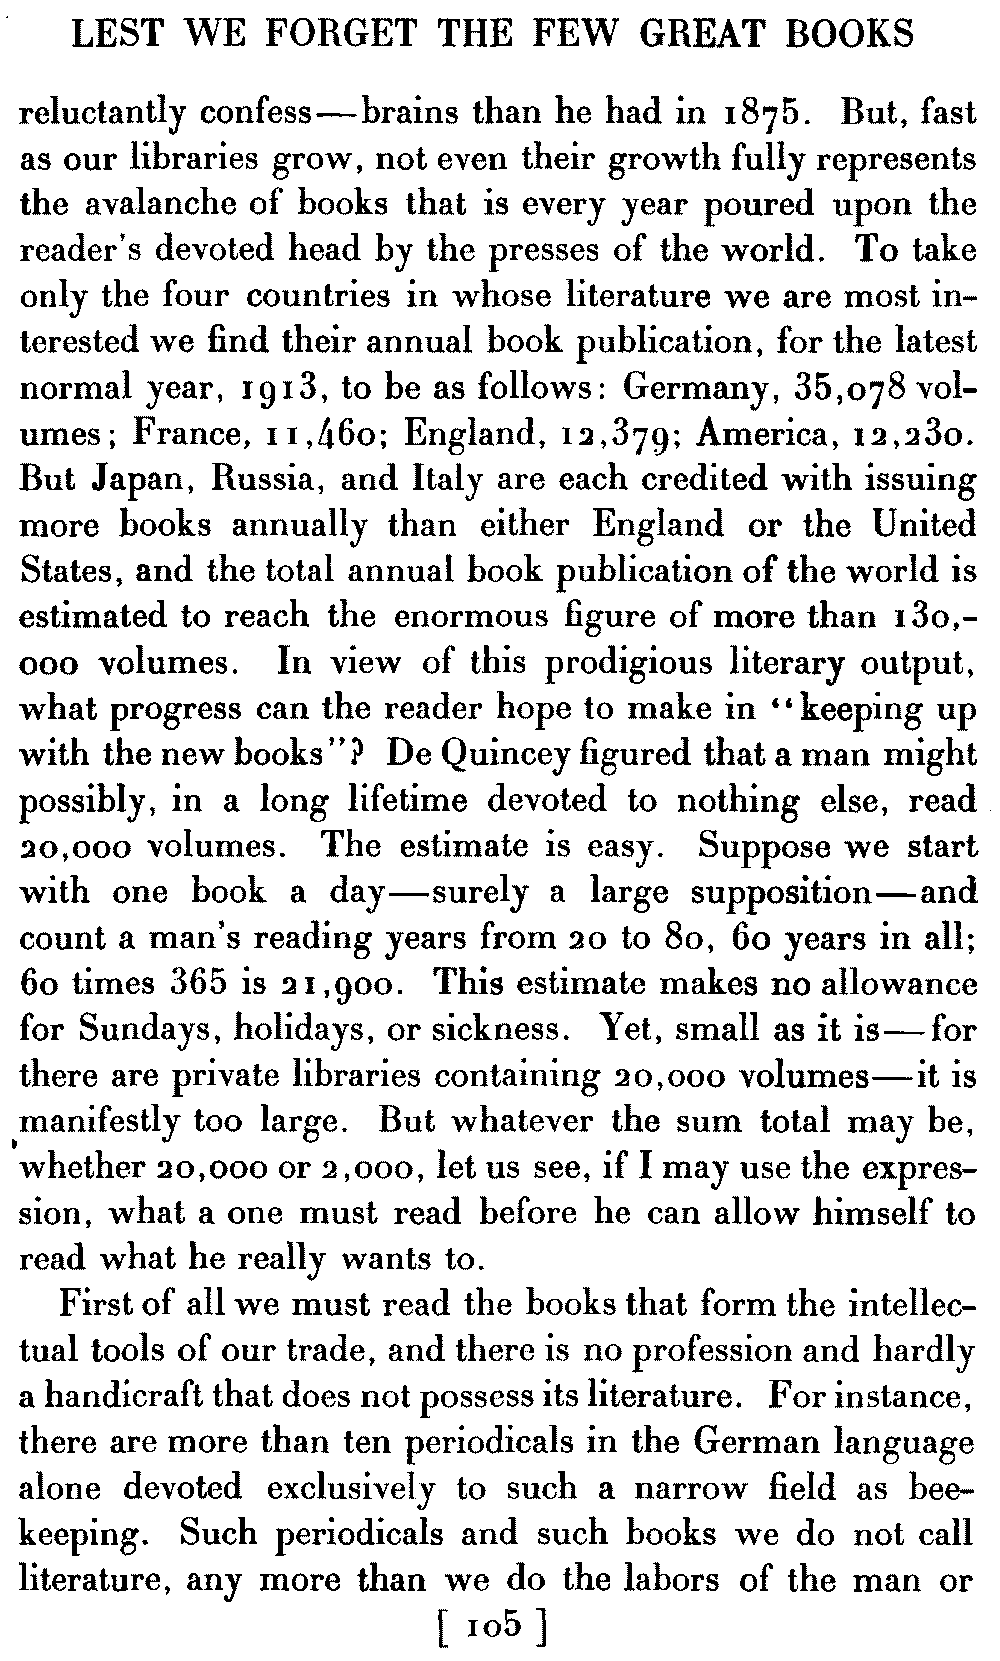 LEST WE FORGET THE FEW GREAT BOOKS
reluctantly confess—brains than he had in 1875. But, fast
as our libraries grow, not even their growth fully represents
the avalanche of books that is every year poured upon the
reader's devoted head by the presses of the world. To take
only the four countries in whose literature we are most in-
terested we find their annual book publication, for the latest
normal year, 1913, to be as follows: Germany, 35,078 vol-
umes; France, 11,460; England, 12,379; America, 12,230.
But Japan, Russia, and Italy are each credited with issuing
more books annually than either England or the United
States, and the total annual book publication of the world is
estimated to reach the enormous figure of more than 130,-
000 volumes. In view of this prodigious literary output,
what progress can the reader hope to make in "keeping up
with the new books"? De Quincey figured that a man might
possibly, in a long lifetime devoted to nothing else, read
20,000 volumes. The estimate is easy. Suppose we start
with one book a day—surely a large supposition—and
count a man's reading years from 20 to 80, 60 years in all;
60 times 365 is 21,900. This estimate makes no allowance
for Sundays, holidays, or sickness. Yet, small as it is—for
there are private libraries containing 20,000 volumes—it is
manifestly too large. But whatever the sum total may be,
whether 20,000 or 2,000, let us see, if I may use the expres-
sion, what a one must read before he can allow himself to
read what he really wants to.
First of all we must read the books that form the intellec-
tual tools of our trade, and there is no profession and hardly
a handicraft that does not possess its literature. For instance,
there are more than ten periodicals in the German language
alone devoted exclusively to such a narrow field as bee-
keeping. Such periodicals and such books we do not call
literature, any more than we do the labors of the man or
[ 105 ]